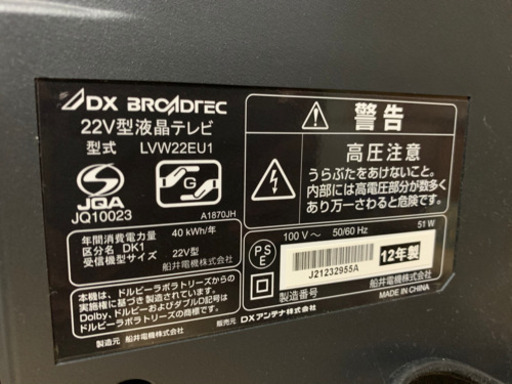 DX BROADTEC
22V型液晶テレビ
型式 LVW22EU1
JQA
JQ10023
G
A1870JH
年間消費電力量 40 kWh/年
区分名 DK1
受信機型サイズ 22V型
船井電機株式会社
本機は、ドルビーラボラトリーズからの
実施権に基づき製造されています。
Dolby、ドルビーおよびダブルD記号は
ドルビーラボラトリーズの商標です。
製造元 船井電機株式会社
販売元 DXアンテナ株式会社
警告
高圧注意
うらぶたをあけないこと。
内部には高電圧部分が数多く
あり万一さわると危険です。
PSE
100 V～ 50/60 Hz 51 W
J21232955A
12年製
製造番号
船井電機株式会社
MADE IN CHINA